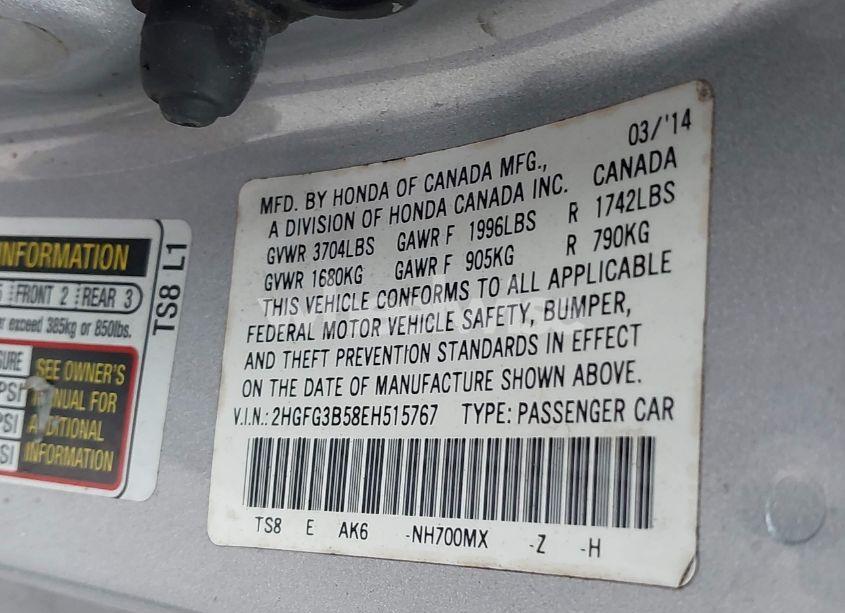 INFORMATION
FRONT 2 REAR 3
exceed 385kg or 850lbs.
SEE OWNER'S
MANUAL FOR
ADDITIONAL
INFORMATION
PSI
PSI
TS8 L1
03/'14
MFD. BY HONDA OF CANADA MFG.,
A DIVISION OF HONDA CANADA INC. CANADA
GVWR 3704LBS GAWR F 1996LBS R 1742LBS
GVWR 1680KG GAWR F 905KG R 790KG
THIS VEHICLE CONFORMS TO ALL APPLICABLE
FEDERAL MOTOR VEHICLE SAFETY, BUMPER,
AND THEFT PREVENTION STANDARDS IN EFFECT
ON THE DATE OF MANUFACTURE SHOWN ABOVE.
V.I.N.: 2HGFG3B58EH515767 TYPE: PASSENGER CAR
TS8 E AK6 -NH700MX -Z -H